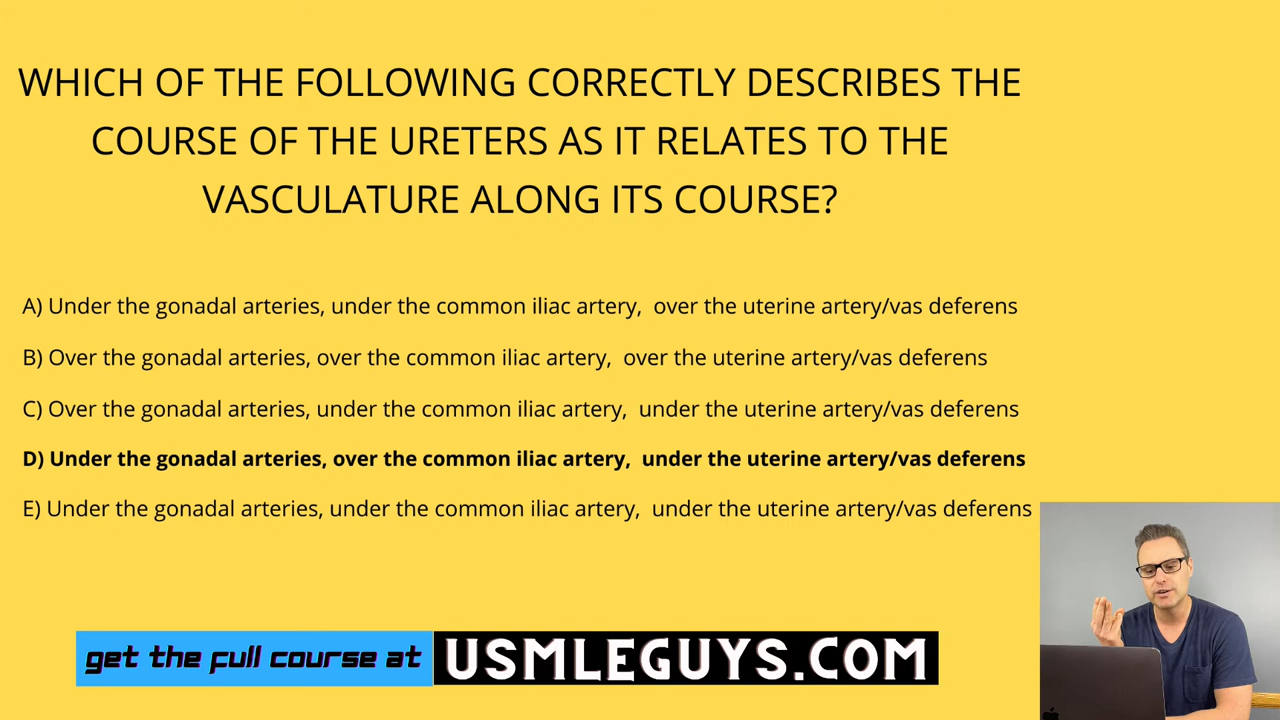 WHICH OF THE FOLLOWING CORRECTLY DESCRIBES THE
COURSE OF THE URETERS AS IT RELATES TO THE
VASCULATURE ALONG ITS COURSE?
A) Under the gonadal arteries, under the common iliac artery, over the uterine artery/vas deferens
B) Over the gonadal arteries, over the common iliac artery, over the uterine artery/vas deferens
C) Over the gonadal arteries, under the common iliac artery, under the uterine artery/vas deferens
D) Under the gonadal arteries, over the common iliac artery, under the uterine artery/vas deferens
E) Under the gonadal arteries, under the common iliac artery, under the uterine artery/vas deferens
get the full course at USMLEGUYS.COM